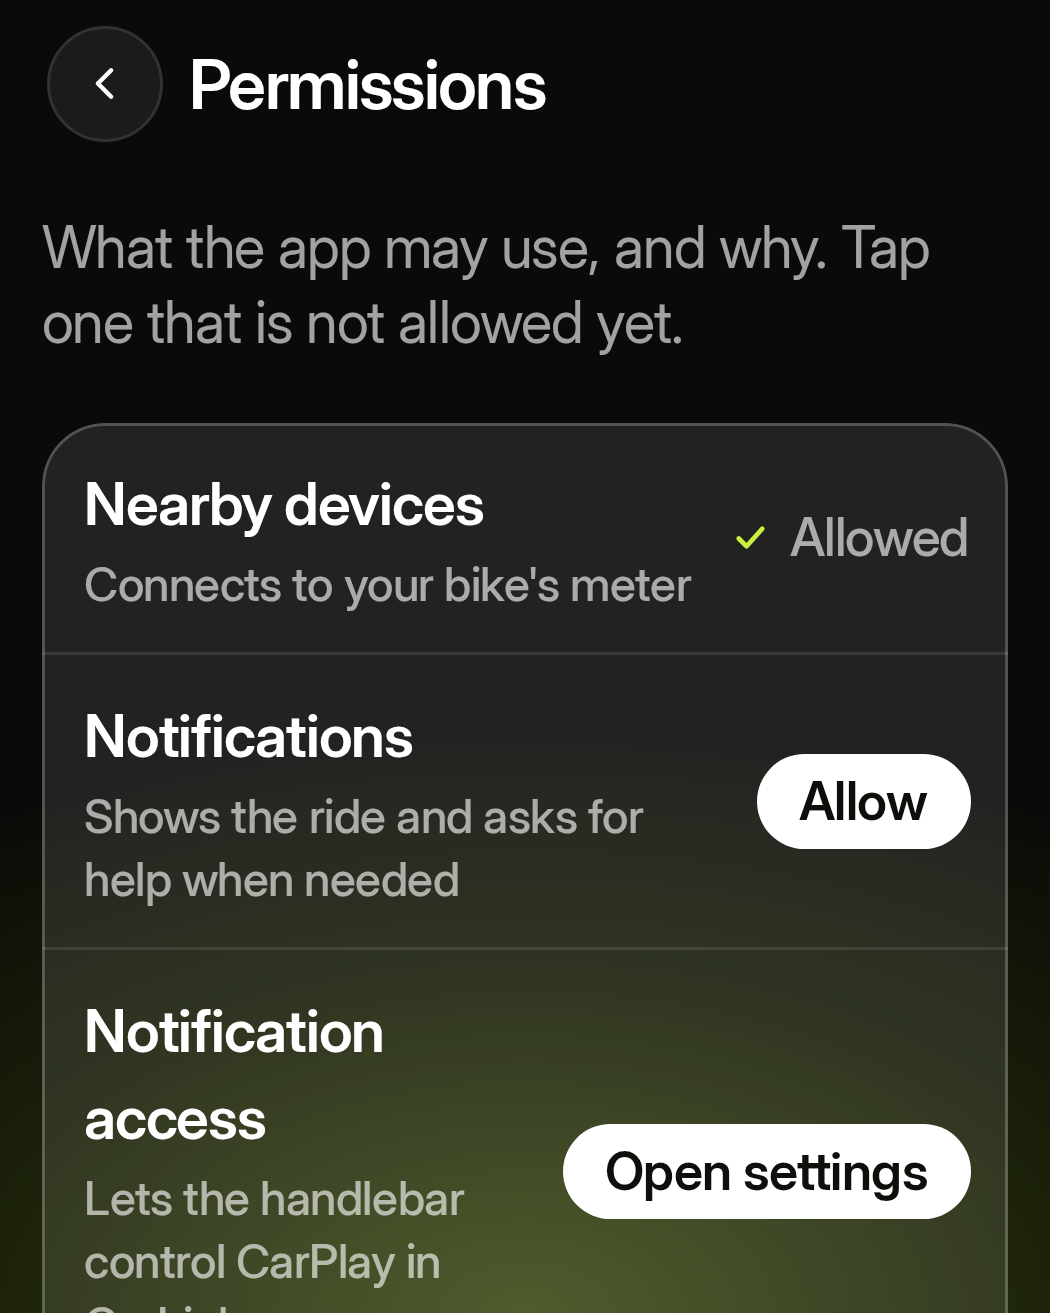 Permissions
What the app may use, and why. Tap
one that is not allowed yet.
Nearby devices
Allowed
Connects to your bike's meter
Notifications
Allow
Shows the ride and asks for
help when needed
Notification
access
Open settings
Lets the handlebar
control CarPlay in